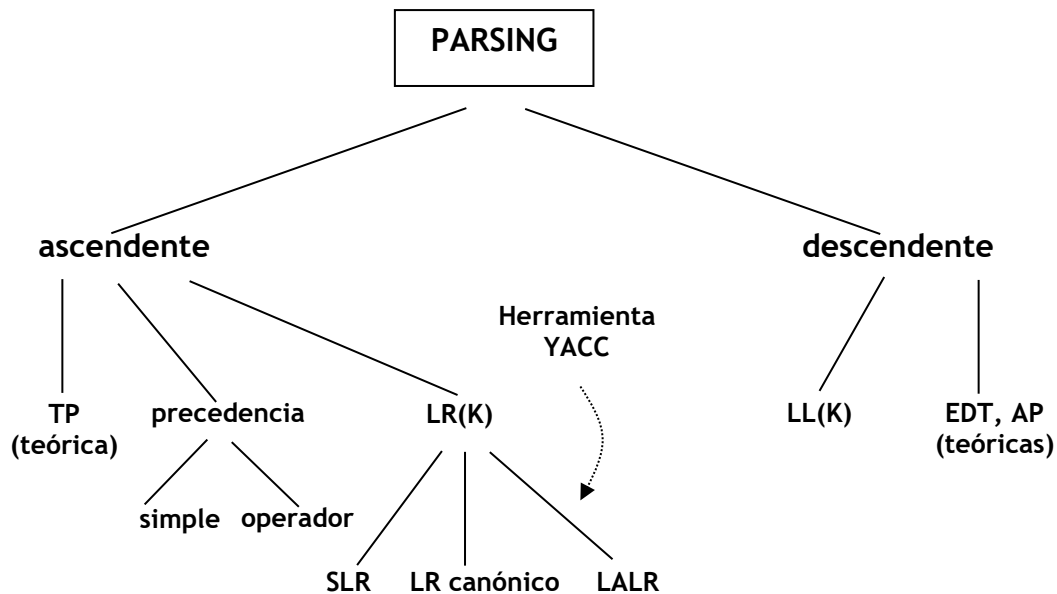 PARSING
ascendente
descendente
Herramienta
YACC
TP
(teórica)
precedencia
LR(K)
LL(K)
EDT, AP
(teóricas)
simple
operador
SLR
LR canónico
LALR